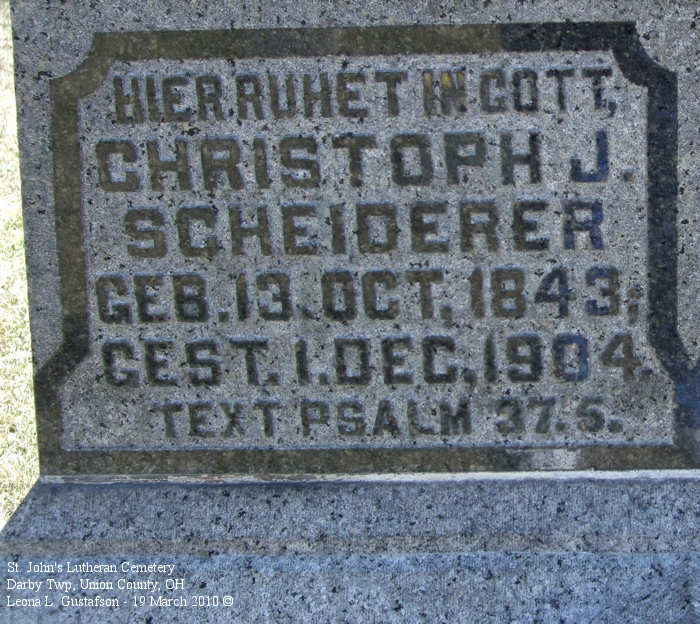 HIER RUHET IN GOTT,
CHRISTOPH J.
SCHEIDERER
GEB. 13. OCT. 1843;
GEST. 1. DEC. 1904.
TEXT PSALM 37. 5.
St. John's Lutheran Cemetery
Darby Twp, Union County, OH
Leona L. Gustafson - 19 March 2010 ©